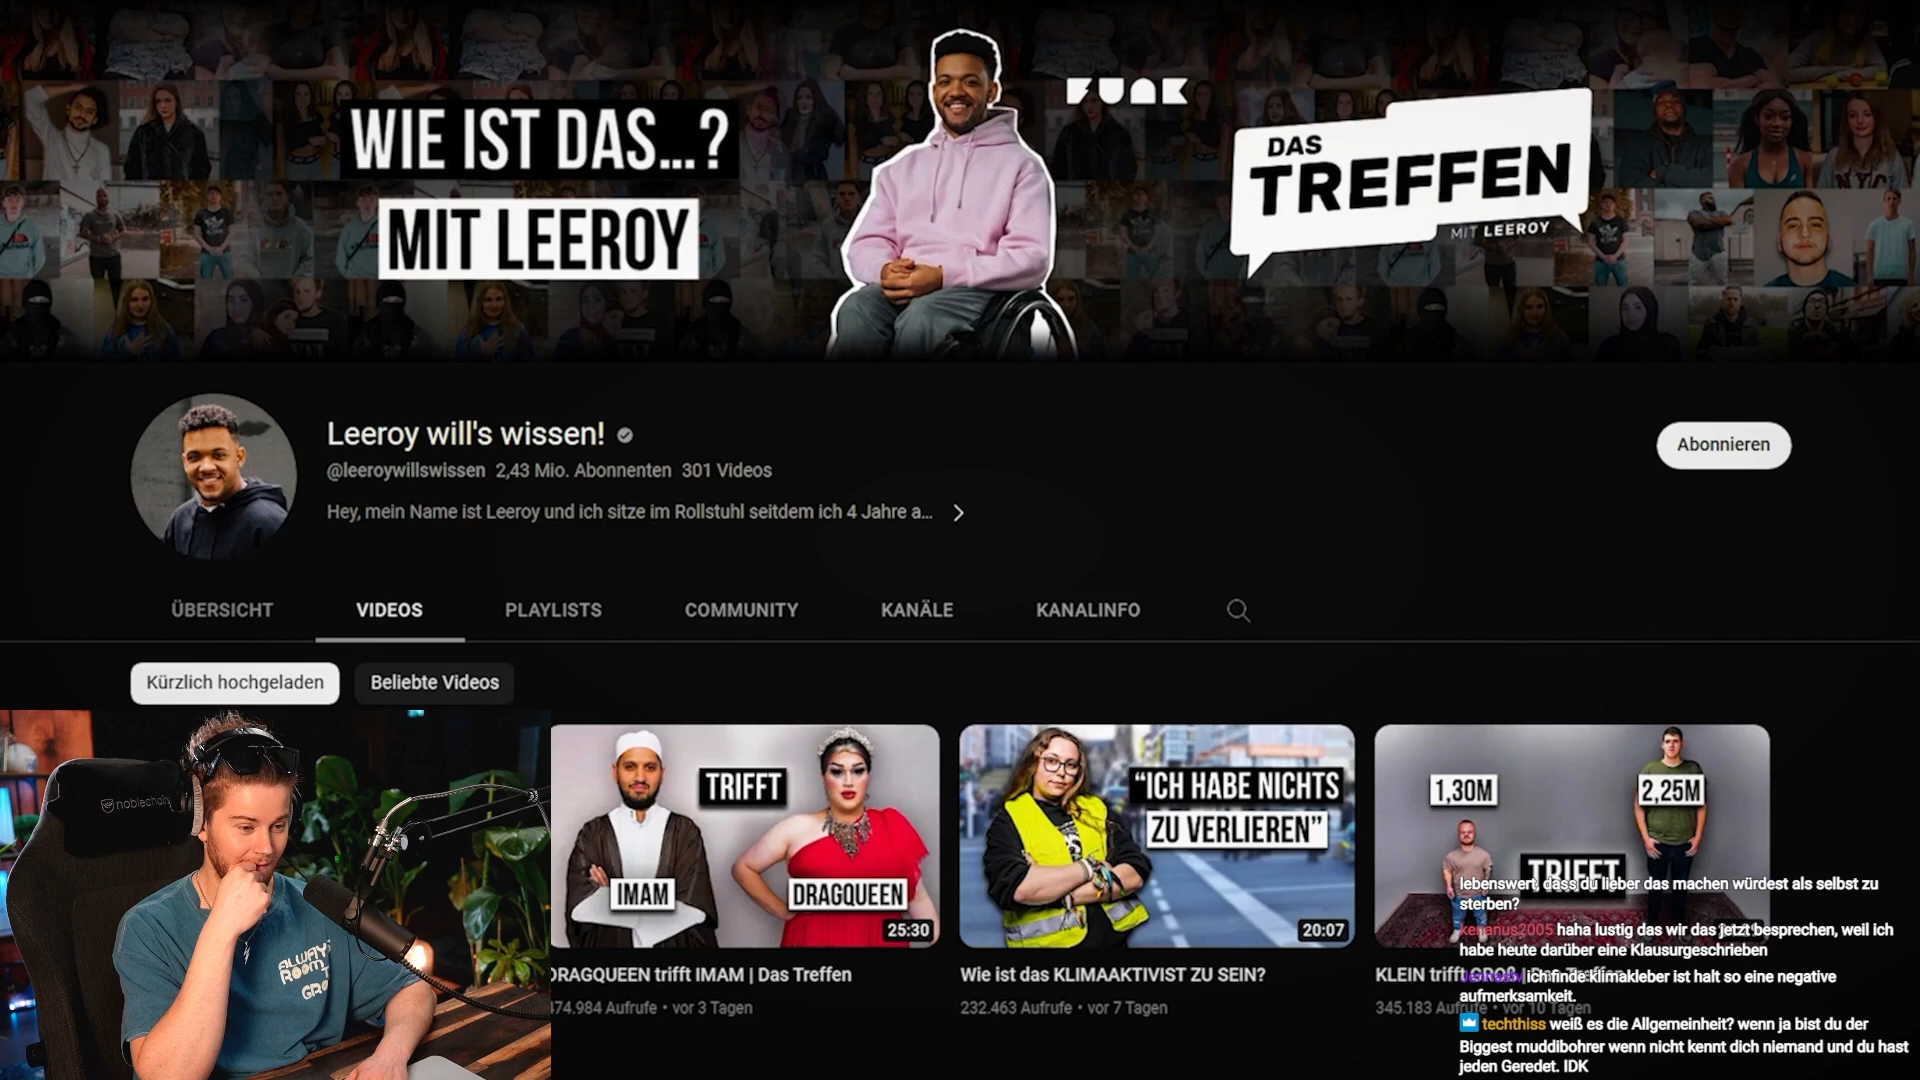 WIE IST DAS...?
MIT LEEROY
FUNK
DAS
TREFFEN
MIT LEEROY
Leeroy will's wissen!
@leeroywillswissen 2,43 Mio. Abonnenten 301 Videos
Hey, mein Name ist Leeroy und ich sitze im Rollstuhl seitdem ich 4 Jahre a...
Abonnieren
ÜBERSICHT VIDEOS PLAYLISTS COMMUNITY KANÄLE KANALINFO
Kürzlich hochgeladen Beliebte Videos
noblechairs
ALWAYS
ROOM T
GRO
TRIFFT
IMAM
DRAGQUEEN
25:30
DRAGQUEEN trifft IMAM | Das Treffen
474.984 Aufrufe • vor 3 Tagen
"ICH HABE NICHTS
ZU VERLIEREN"
20:07
Wie ist das KLIMAAKTIVIST ZU SEIN?
232.463 Aufrufe • vor 7 Tagen
1,30M
2,25M
TRIFFT
KLEIN trifft GROß
345.183 Aufrufe • vor 10 Tagen
lebenswert, dass du lieber das machen würdest als selbst zu
sterben?
kenanus2005 haha lustig das wir das jetzt besprechen, weil ich
habe heute darüber eine Klausurgeschrieben
ich finde klimakleber ist halt so eine negative
aufmerksamkeit.
techthiss weiß es die Allgemeinheit? wenn ja bist du der
Biggest muddibohrer wenn nicht kennt dich niemand und du hast
jeden Geredet. IDK